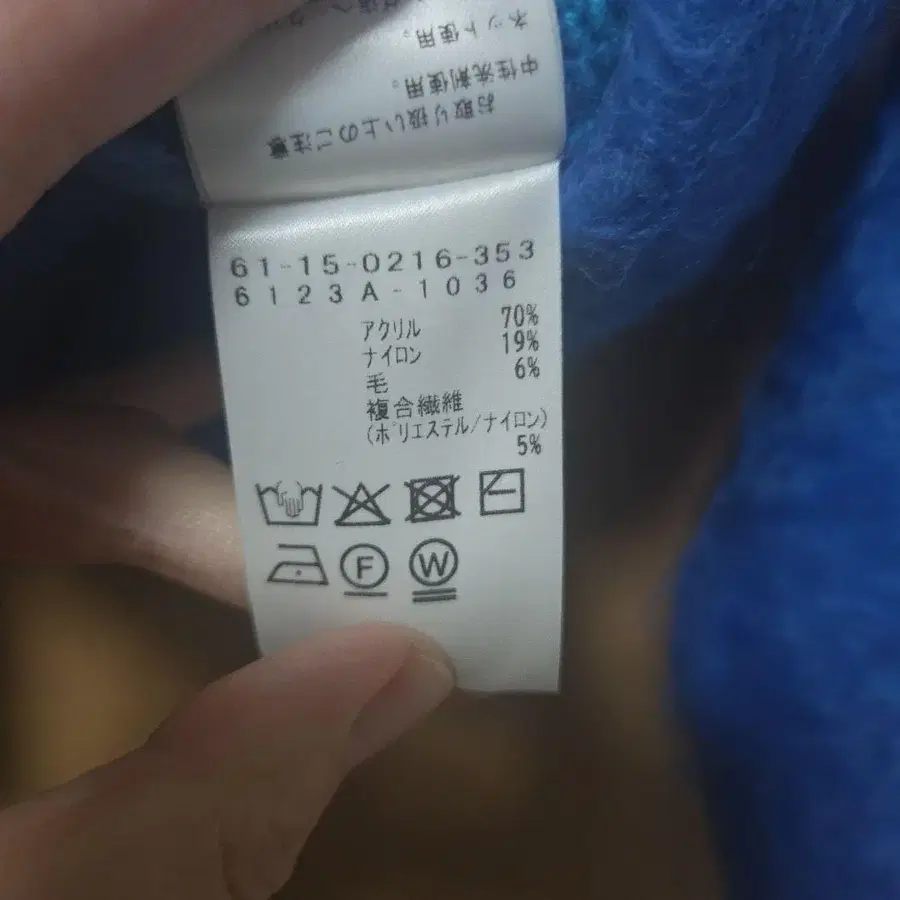 お取り扱い上のご注意
中性洗剤使用。
ネット使用。
61-15-0216-353
6123A-1036
アクリル 70%
ナイロン 19%
毛 6%
複合繊維
(ポリエステル/ナイロン)
5%
F W